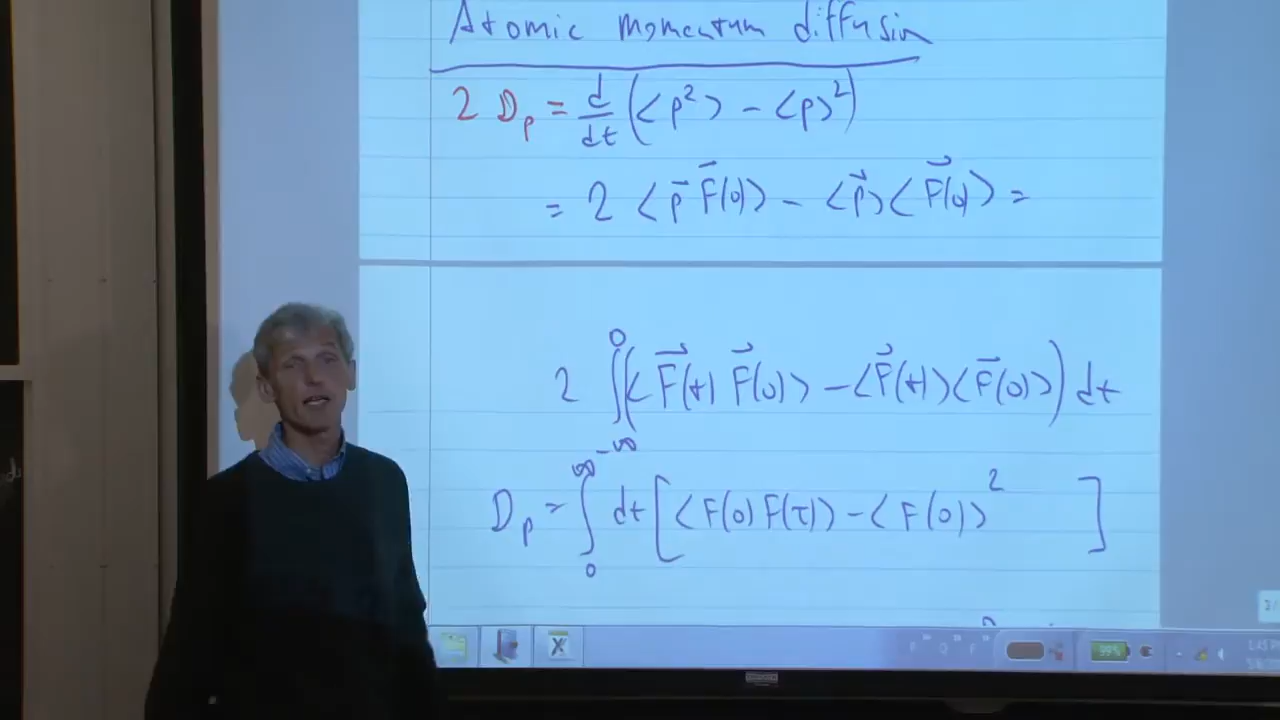 Atomic momentum diffusion
2 D_p = d/dt (<p²> - <p>²)
= 2 <p⃗ F⃗(0)> - <p⃗><F⃗(0)> =
2 ∫_{-∞}^{0} (<F⃗(t) F⃗(0)> - <F⃗(t)><F⃗(0)>) dt
D_p = ∫_0^∞ dt [<F(0) F(τ)> - <F(0)>² ]
99%